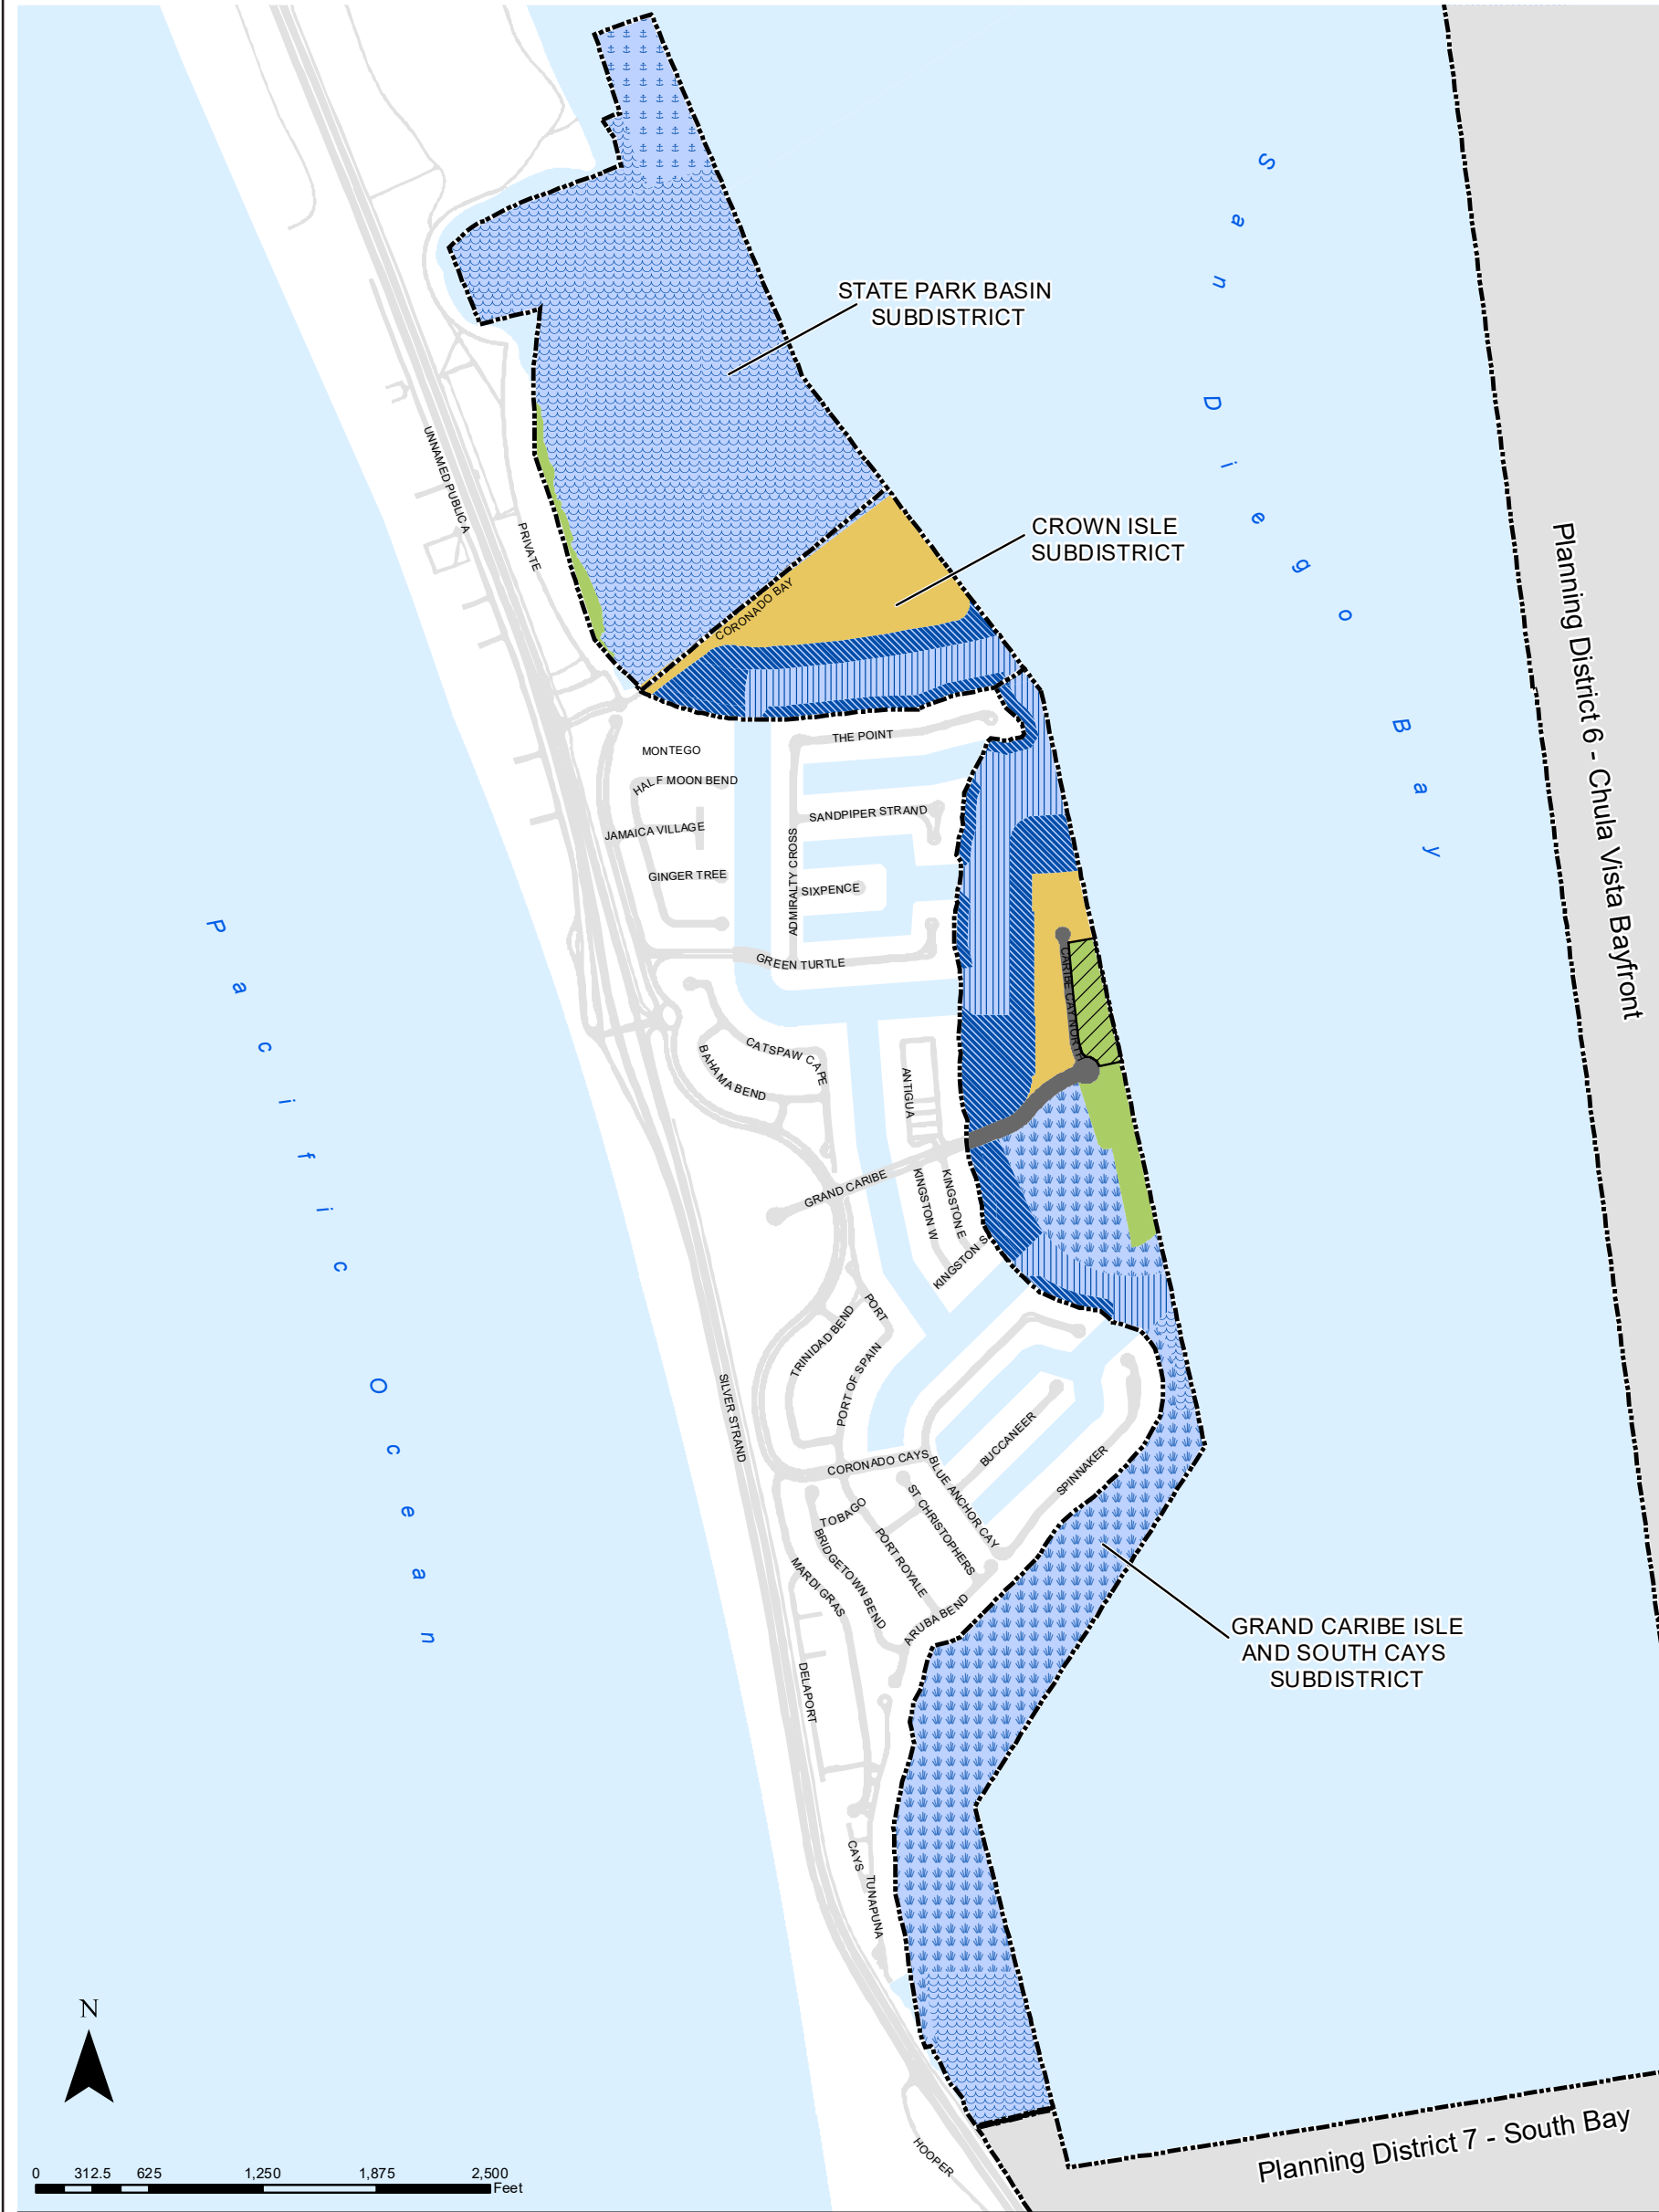 San Diego Bay
STATE PARK BASIN
SUBDISTRICT
CROWN ISLE
SUBDISTRICT
Planning District 6 - Chula Vista Bayfront
UNNAMED PUBLIC A
PRIVATE
CORONADO BAY
THE POINT
MONTEGO
HALF MOON BEND
SANDPIPER STRAND
JAMAICA VILLAGE
ADMIRALTY CROSS
GINGER TREE
SIXPENCE
GREEN TURTLE
CARIBE CAY NORTH
Pacific Ocean
CATSPAW CAPE
BAHAMA BEND
ANTIGUA
GRAND CARIBE
KINGSTON W
KINGSTON E
KINGSTON S
PORT
TRINIDAD BEND
PORT OF SPAIN
SILVER STRAND
BUCCANEER
CORONADO CAYS
BLUE ANCHOR CAY
SPINNAKER
TOBAGO
ST CHRISTOPHERS
BRIDGETOWN BEND
PORT ROYALE
MARDI GRAS
ARUBA BEND
GRAND CARIBE ISLE
AND SOUTH CAYS
SUBDISTRICT
DELAPORT
CAYS
TUNAPUNA
HOOPER
Planning District 7 - South Bay
N
0 312.5 625 1,250 1,875 2,500
Feet